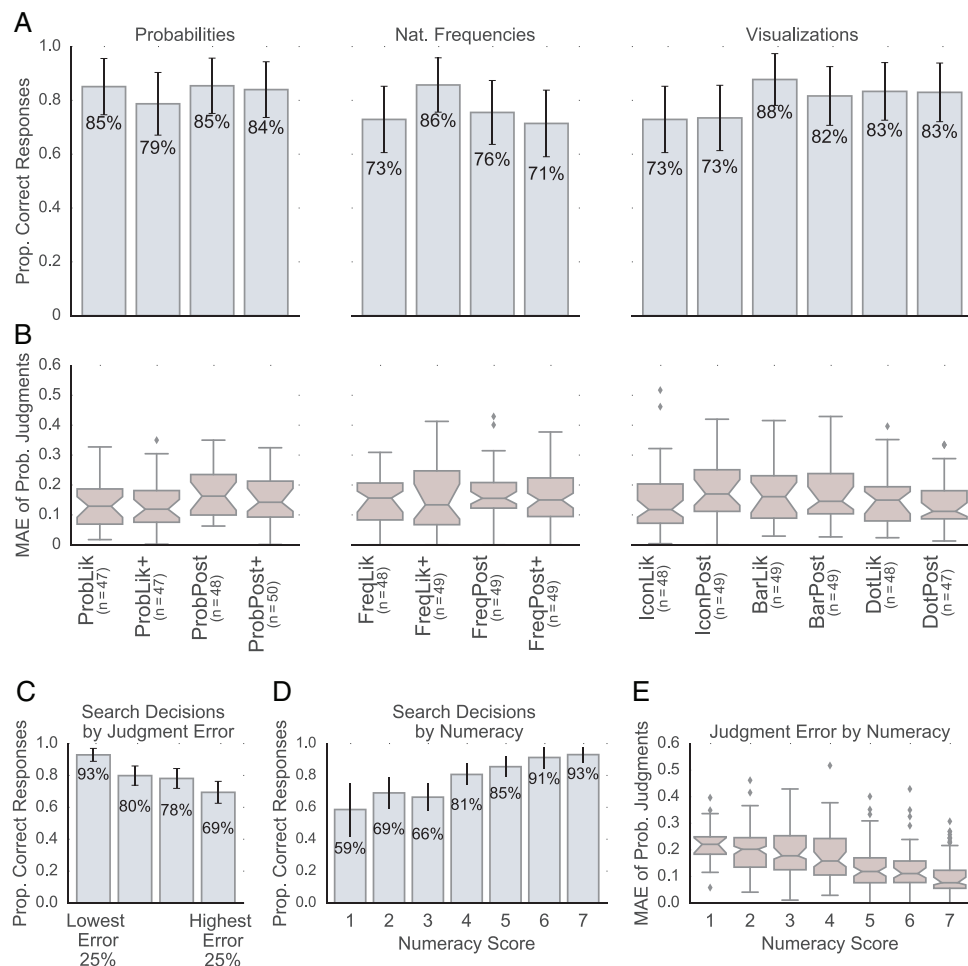 A
Probabilities
Nat. Frequencies
Visualizations
Prop. Correct Responses
1.0
0.8
0.6
0.4
0.2
0
85%
79%
85%
84%
73%
86%
76%
71%
73%
73%
88%
82%
83%
83%
B
MAE of Prob. Judgments
0.6
0.5
0.4
0.3
0.2
0.1
0
ProbLik
(n=47)
ProbLik+
(n=47)
ProbPost
(n=48)
ProbPost+
(n=50)
FreqLik
(n=48)
FreqLik+
(n=49)
FreqPost
(n=49)
FreqPost+
(n=49)
IconLik
(n=48)
IconPost
(n=49)
BarLik
(n=49)
BarPost
(n=49)
DotLik
(n=48)
DotPost
(n=47)
C
Search Decisions
by Judgment Error
Prop. Correct Responses
1.0
0.8
0.6
0.4
0.2
0.0
93%
80%
78%
69%
Lowest
Error
25%
Highest
Error
25%
D
Search Decisions
by Numeracy
Prop. Correct Responses
1.0
0.8
0.6
0.4
0.2
0.0
59%
69%
66%
81%
85%
91%
93%
1 2 3 4 5 6 7
Numeracy Score
E
Judgment Error by Numeracy
MAE of Prob. Judgments
0.6
0.5
0.4
0.3
0.2
0.1
0.0
1 2 3 4 5 6 7
Numeracy Score